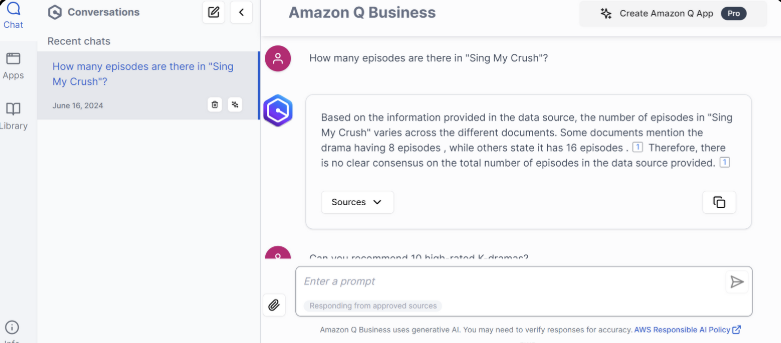 Chat
Apps
Library
Conversations
Recent chats
How many episodes are there in "Sing
My Crush"?
June 16, 2024
Amazon Q Business
Create Amazon Q App Pro
How many episodes are there in "Sing My Crush"?
Based on the information provided in the data source, the number of episodes in "Sing
My Crush" varies across the different documents. Some documents mention the
drama having 8 episodes , while others state it has 16 episodes . 1 Therefore, there
is no clear consensus on the total number of episodes in the data source provided. 1
Sources
Can you recommend 10 high-rated K-dramas?
Enter a prompt
Responding from approved sources
Amazon Q Business uses generative AI. You may need to verify responses for accuracy. AWS Responsible AI Policy